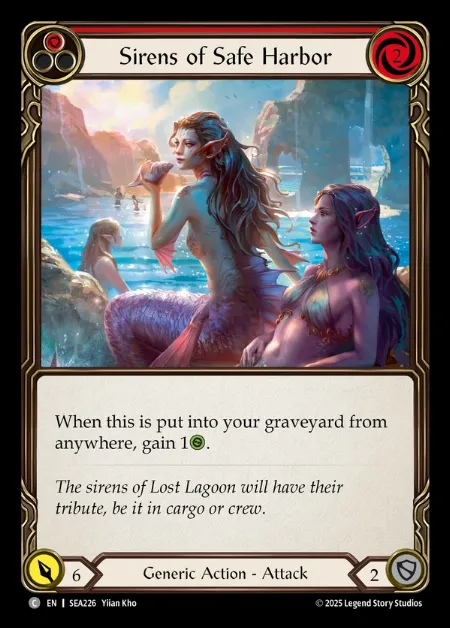 Sirens of Safe Harbor
2
When this is put into your graveyard from
anywhere, gain 1.
The sirens of Lost Lagoon will have their
tribute, be it in cargo or crew.
6
Generic Action - Attack
2
C EN SEA226 Yiian Kho
© 2025 Legend Story Studios